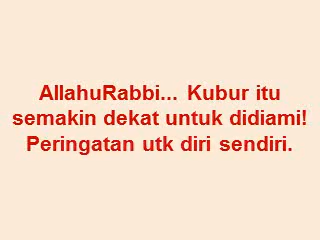 AllahuRabbi... Kubur itu
semakin dekat untuk didiami!
Peringatan utk diri sendiri.